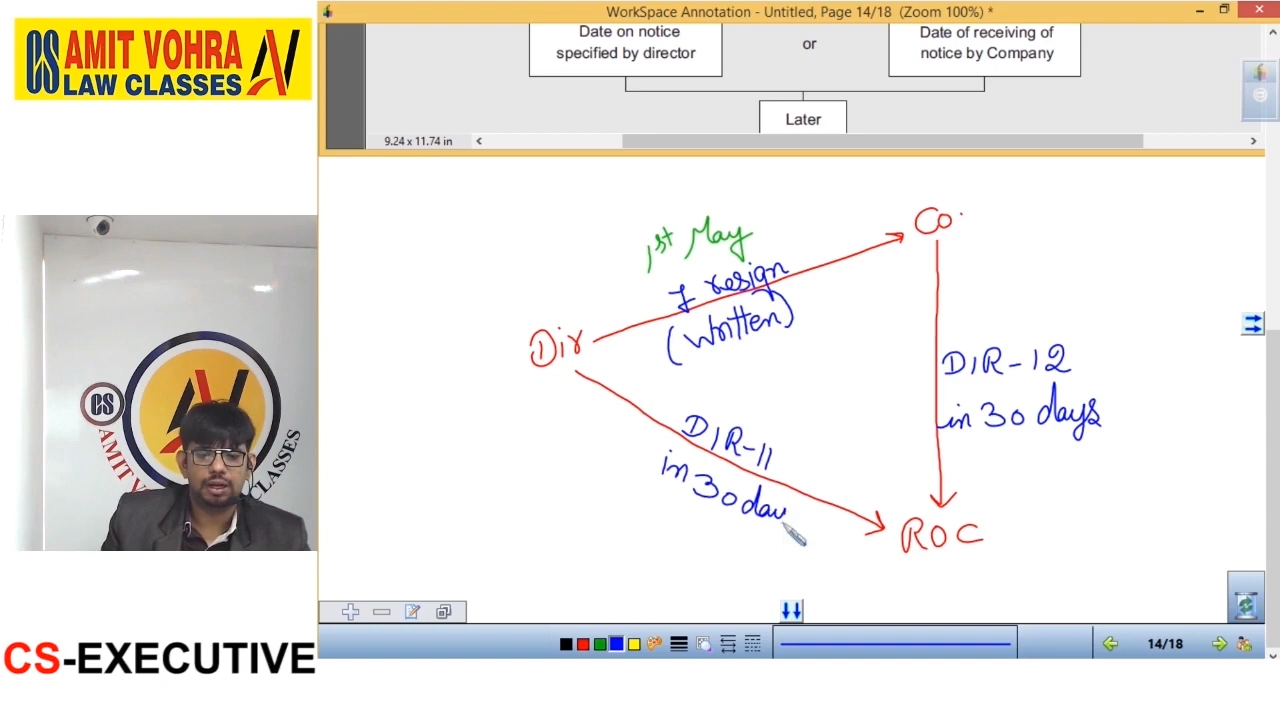 CS AMIT VOHRA
LAW CLASSES
WorkSpace Annotation - Untitled, Page 14/18 (Zoom 100%) *
Date on notice
specified by director
or
Date of receiving of
notice by Company
Later
9.24 x 11.74 in
Co.
1st May
I resign
(written)
Dir
DIR-12
in 30 days
DIR-11
in 30 day
ROC
CS
AMIT V
CLASSES
14/18
CS-EXECUTIVE